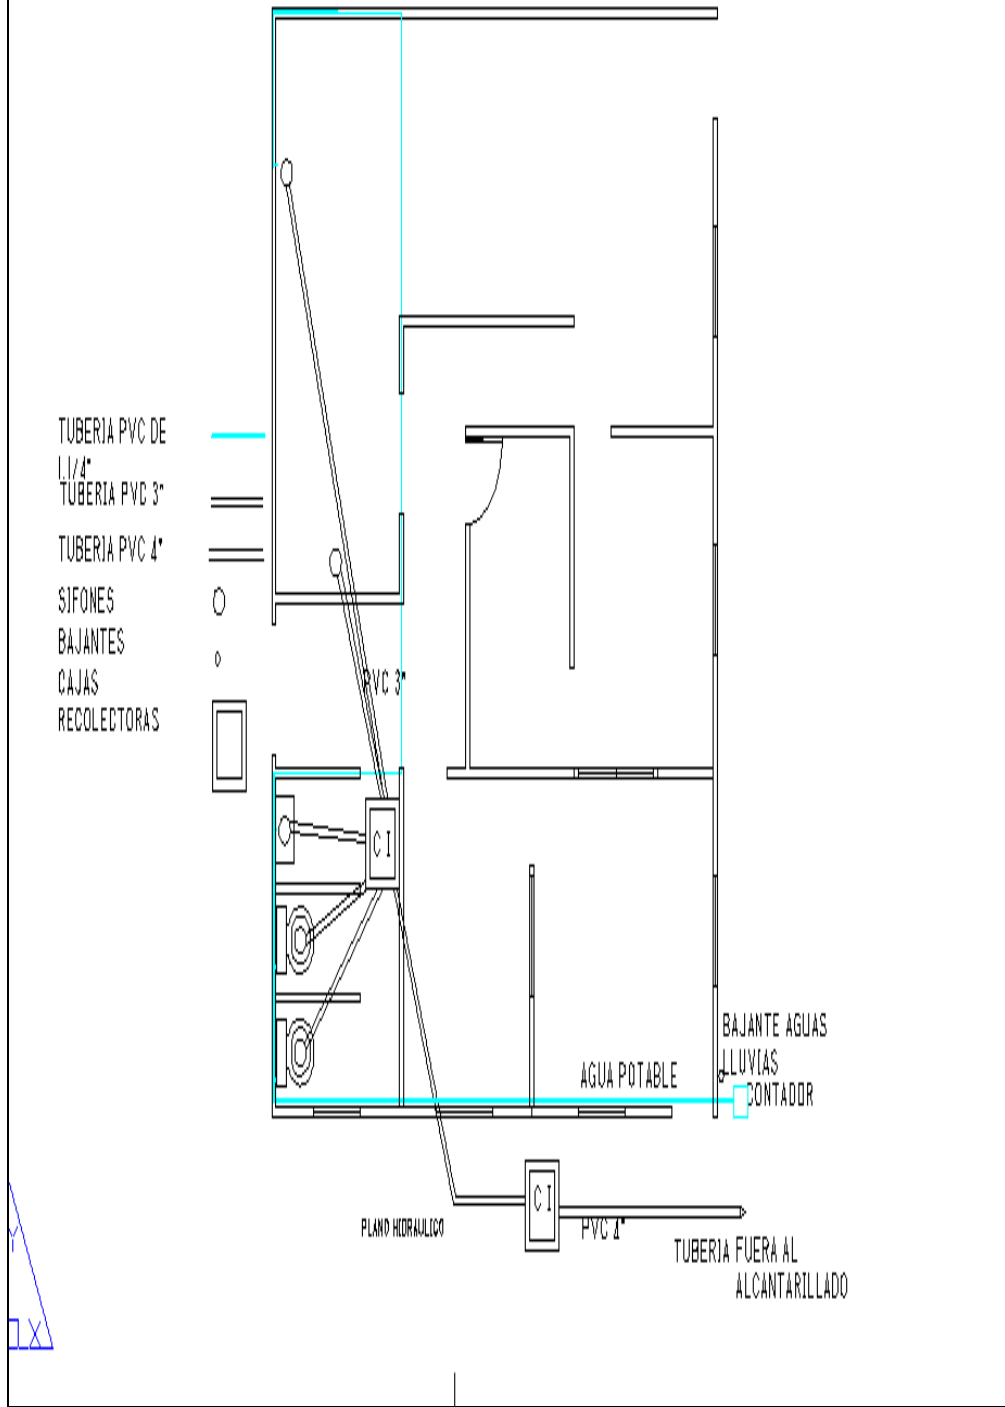 TUBERIA PVC DE
1.1/4"
TUBERIA PVC 3"
TUBERIA PVC 4"
SIFONES
BAJANTES
CAJAS
RECOLECTORAS
PVC 3"
C I
BAJANTE AGUAS
LLUVIAS
AGUA POTABLE
CONTADOR
C I
PLANO HIDRAULICO
PVC 4"
TUBERIA FUERA AL
ALCANTARILLADO
Y
X